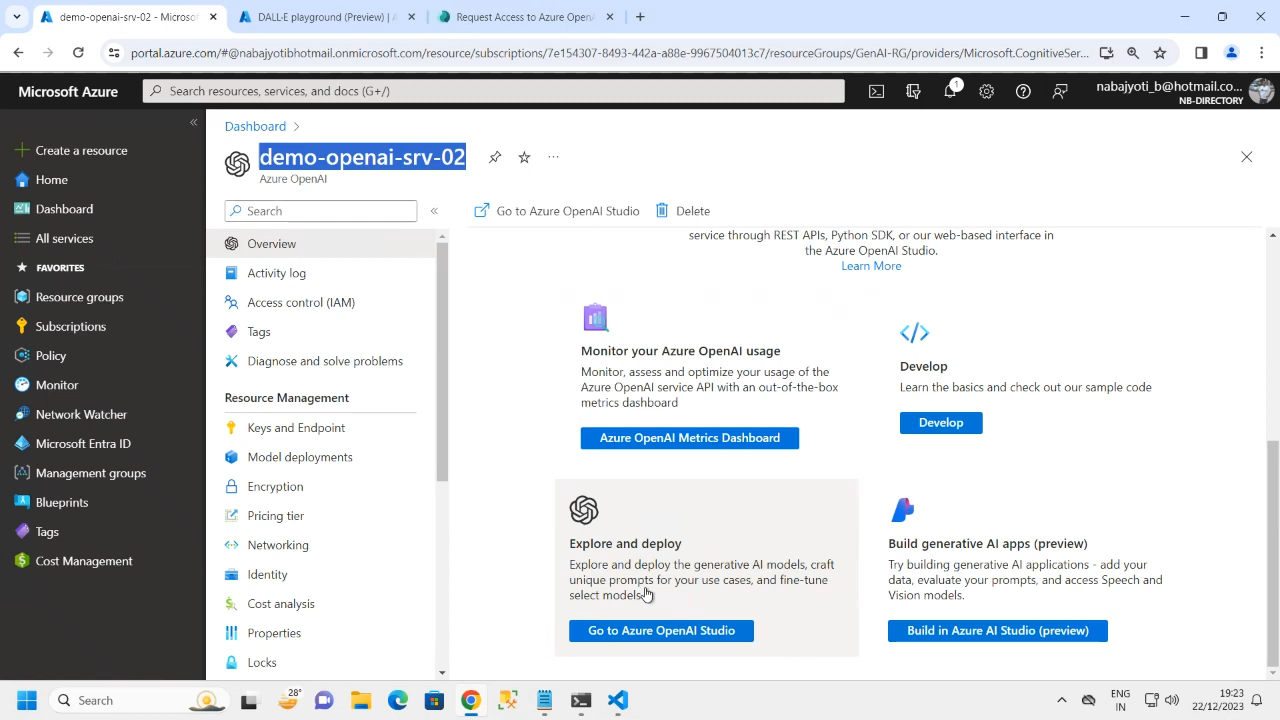 demo-openai-srv-02 - Microsof
DALL·E playground (Preview) | A
Request Access to Azure OpenA
portal.azure.com/#@nabajyotibhotmail.onmicrosoft.com/resource/subscriptions/7e154307-8493-442a-a88e-9967504013c7/resourceGroups/GenAI-RG/providers/Microsoft.CognitiveSer...
Microsoft Azure
Search resources, services, and docs (G+/)
1
nabajyoti_b@hotmail.co...
NB-DIRECTORY
Create a resource
Home
Dashboard
All services
FAVORITES
Resource groups
Subscriptions
Policy
Monitor
Network Watcher
Microsoft Entra ID
Management groups
Blueprints
Tags
Cost Management
Dashboard
demo-openai-srv-02
Azure OpenAI
Search
Overview
Activity log
Access control (IAM)
Tags
Diagnose and solve problems
Resource Management
Keys and Endpoint
Model deployments
Encryption
Pricing tier
Networking
Identity
Cost analysis
Properties
Locks
Go to Azure OpenAI Studio
Delete
service through REST APIs, Python SDK, or our web-based interface in
the Azure OpenAI Studio.
Learn More
Monitor your Azure OpenAI usage
Monitor, assess and optimize your usage of the
Azure OpenAI service API with an out-of-the-box
metrics dashboard
Azure OpenAI Metrics Dashboard
Develop
Learn the basics and check out our sample code
Develop
Explore and deploy
Explore and deploy the generative AI models, craft
unique prompts for your use cases, and fine-tune
select models.
Go to Azure OpenAI Studio
Build generative AI apps (preview)
Try building generative AI applications - add your
data, evaluate your prompts, and access Speech and
Vision models.
Build in Azure AI Studio (preview)
Search
28°
ENG
IN
19:23
22/12/2023